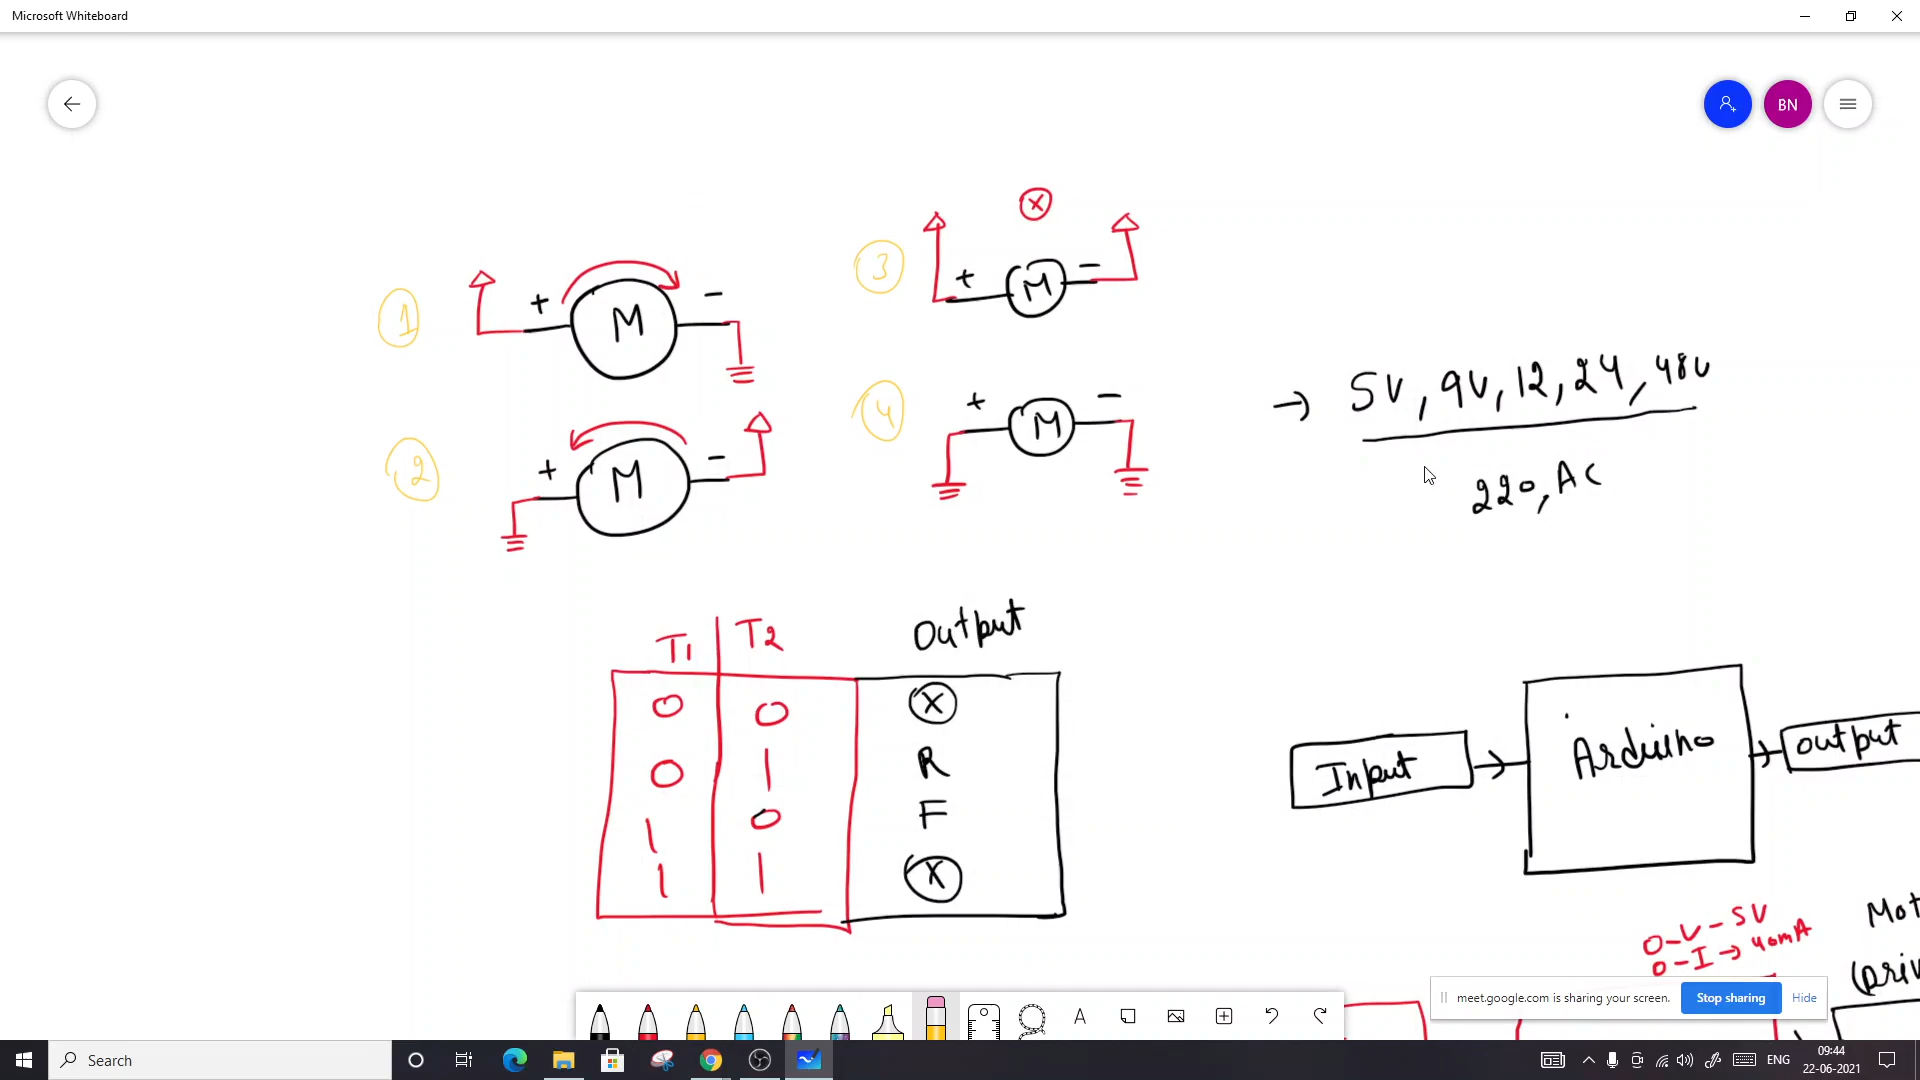 Microsoft Whiteboard
BN
X
1
+ M -
3
+ M -
2
+ M -
4
+ M -
→ 5V, 9V, 12, 24, 48V
220, AC
T1 T2 Output
0 0 X
0 1 R
1 0 F
1 1 X
Input → Arduino → output
O-V-5V
O-I→40mA
Mot
(driv
A
meet.google.com is sharing your screen. Stop sharing Hide
Search
ENG
09:44
22-06-2021